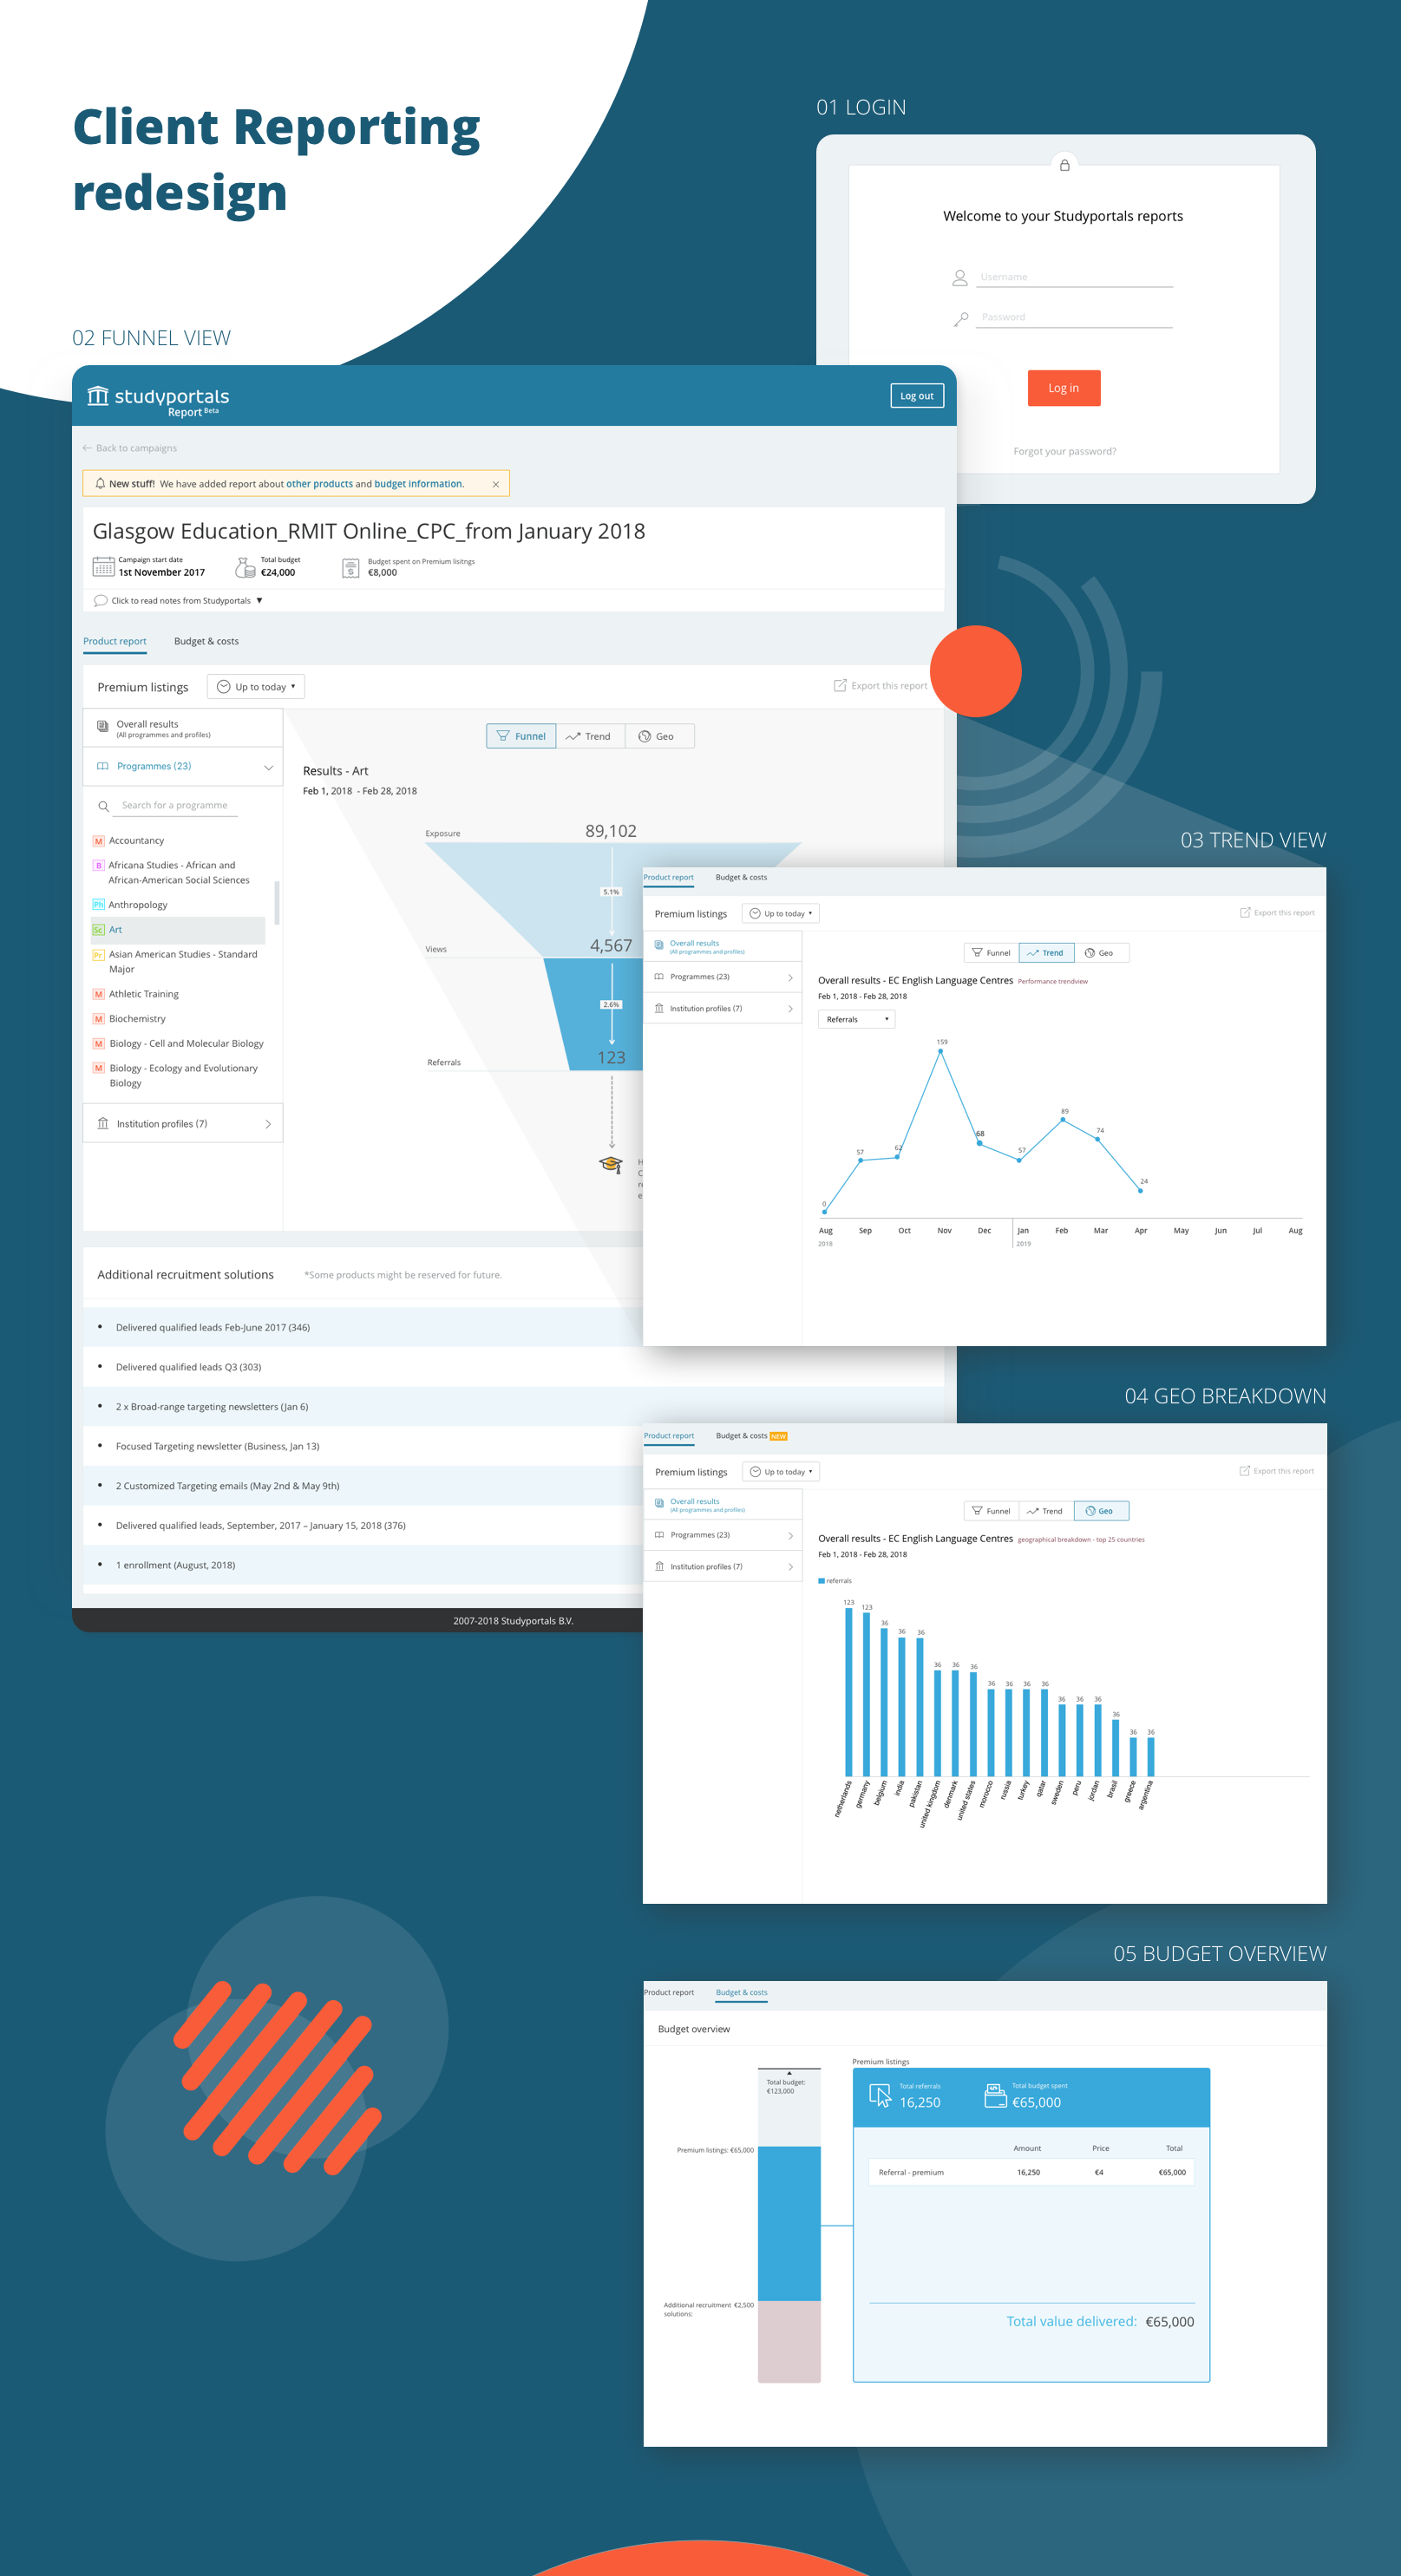 Client Reporting
redesign
01 LOGIN
Welcome to your Studyportals reports
Username
Password
Log in
Forgot your password?
02 FUNNEL VIEW
studyportals
Report Beta
Log out
Back to campaigns
New stuff! We have added report about other products and budget information.
Glasgow Education_RMIT Online_CPC_from January 2018
Campaign start date
1st November 2017
Total budget
€24,000
Budget spent on Premium lisitngs
€8,000
Click to read notes from Studyportals
Product report Budget & costs
Premium listings Up to today Export this report
Overall results
(All programmes and profiles)
Programmes (23)
Search for a programme
M Accountancy
B Africana Studies - African and
African-American Social Sciences
Ph Anthropology
Sc Art
Pr Asian American Studies - Standard
Major
M Athletic Training
M Biochemistry
M Biology - Cell and Molecular Biology
M Biology - Ecology and Evolutionary
Biology
Institution profiles (7)
Funnel Trend Geo
Results - Art
Feb 1, 2018 - Feb 28, 2018
Exposure 89,102
5.1%
Views 4,567
2.6%
Referrals 123
Additional recruitment solutions *Some products might be reserved for future.
• Delivered qualified leads Feb-June 2017 (346)
• Delivered qualified leads Q3 (303)
• 2 x Broad-range targeting newsletters (Jan 6)
• Focused Targeting newsletter (Business, Jan 13)
• 2 Customized Targeting emails (May 2nd & May 9th)
• Delivered qualified leads, September, 2017 – January 15, 2018 (376)
• 1 enrollment (August, 2018)
2007-2018 Studyportals B.V.
03 TREND VIEW
Product report Budget & costs
Premium listings Up to today Export this report
Overall results
(All programmes and profiles)
Programmes (23)
Institution profiles (7)
Funnel Trend Geo
Overall results - EC English Language Centres Performance trendview
Feb 1, 2018 - Feb 28, 2018
Referrals
0 57 62 159 68 57 89 74 24
Aug Sep Oct Nov Dec Jan Feb Mar Apr May Jun Jul Aug
2018 2019
04 GEO BREAKDOWN
Product report Budget & costs NEW
Premium listings Up to today Export this report
Overall results
(All programmes and profiles)
Programmes (23)
Institution profiles (7)
Funnel Trend Geo
Overall results - EC English Language Centres geographical breakdown - top 25 countries
Feb 1, 2018 - Feb 28, 2018
referrals
123 123 36 36 36 36 36 36 36 36 36 36 36 36 36 36 36 36
netherlands germany belgium india pakistan united kingdom denmark united states morocco russia turkey qatar sweden peru jordan brasil greece argentina
05 BUDGET OVERVIEW
Product report Budget & costs
Budget overview
Total budget:
€123,000
Premium listings: €65,000
Additional recruitment €2,500
solutions:
Premium listings
Total referrals
16,250
Total budget spent
€65,000
Amount Price Total
Referral - premium 16,250 €4 €65,000
Total value delivered: €65,000